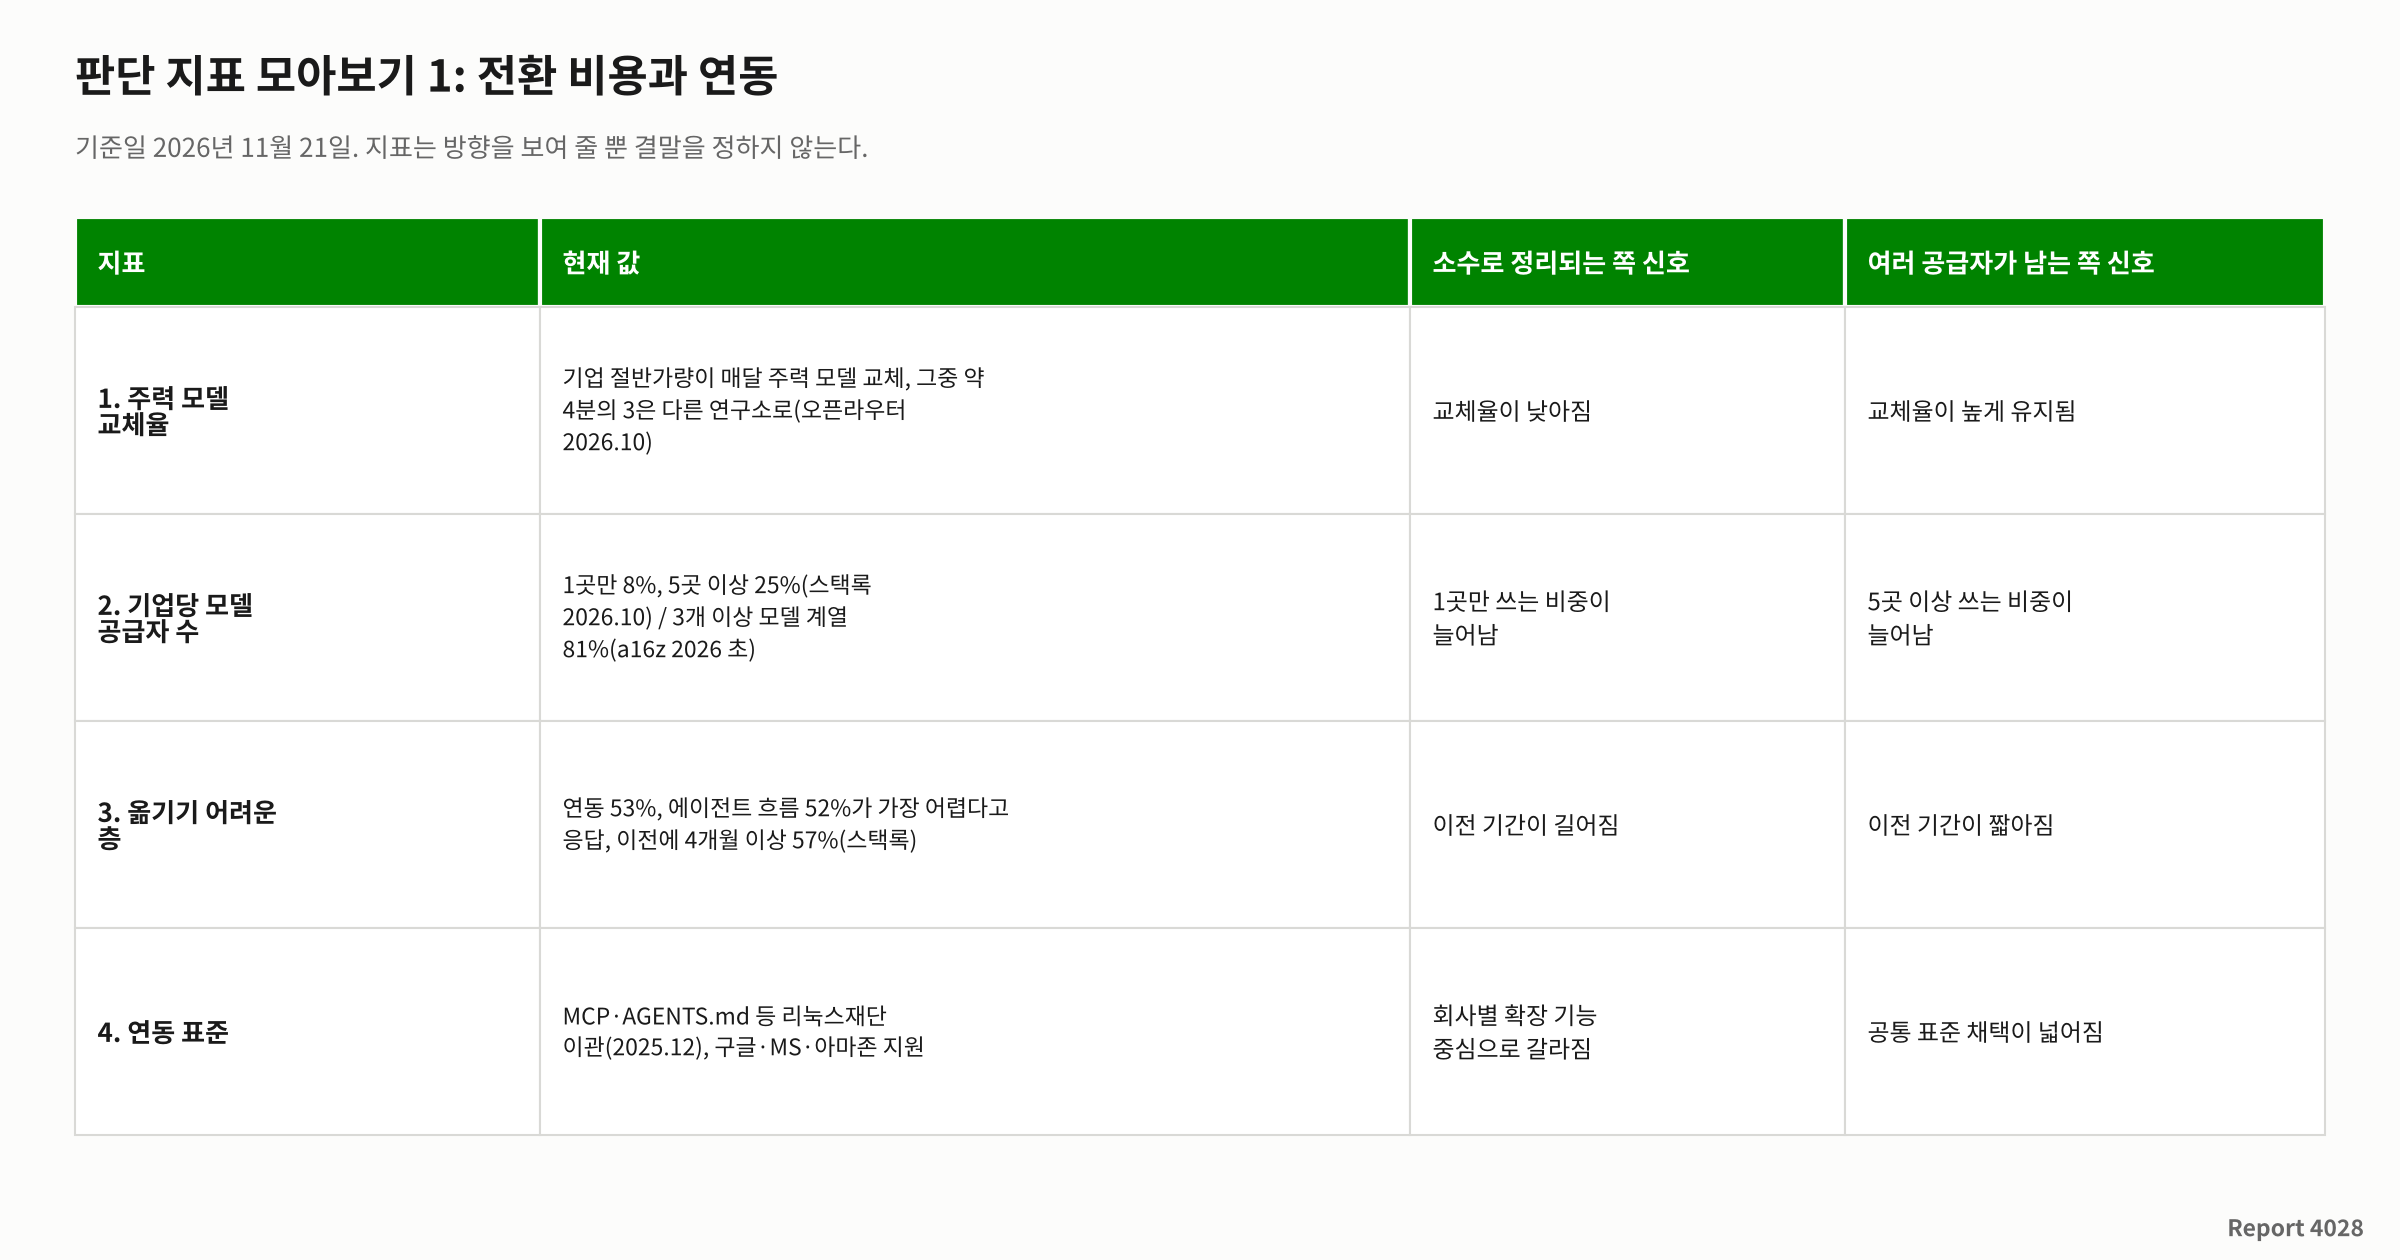 판단 지표 모아보기 1: 전환 비용과 연동
기준일 2026년 11월 21일. 지표는 방향을 보여 줄 뿐 결말을 정하지 않는다.
지표
현재 값
소수로 정리되는 쪽 신호
여러 공급자가 남는 쪽 신호
1. 주력 모델
교체율
기업 절반가량이 매달 주력 모델 교체, 그중 약
4분의 3은 다른 연구소로(오픈라우터
2026.10)
교체율이 낮아짐
교체율이 높게 유지됨
2. 기업당 모델
공급자 수
1곳만 8%, 5곳 이상 25%(스택록
2026.10) / 3개 이상 모델 계열
81%(a16z 2026 초)
1곳만 쓰는 비중이
늘어남
5곳 이상 쓰는 비중이
늘어남
3. 옮기기 어려운
층
연동 53%, 에이전트 흐름 52%가 가장 어렵다고
응답, 이전에 4개월 이상 57%(스택록)
이전 기간이 길어짐
이전 기간이 짧아짐
4. 연동 표준
MCP·AGENTS.md 등 리눅스재단
이관(2025.12), 구글·MS·아마존 지원
회사별 확장 기능
중심으로 갈라짐
공통 표준 채택이 넓어짐
Report 4028